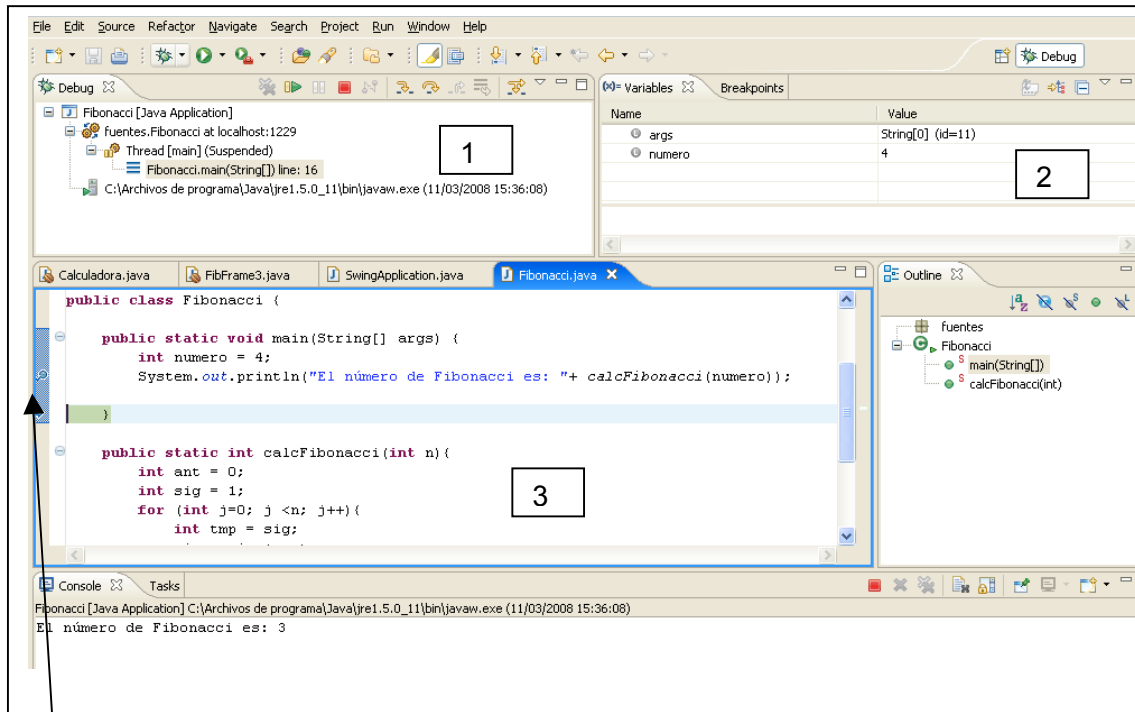 File Edit Source Refactor Navigate Search Project Run Window Help
Debug
Debug
Fibonacci [Java Application]
fuentes.Fibonacci at localhost:1229
Thread [main] (Suspended)
Fibonacci.main(String[]) line: 16
C:\Archivos de programa\Java\jre1.5.0_11\bin\javaw.exe (11/03/2008 15:36:08)
1
(x)= Variables Breakpoints
Name Value
args String[0] (id=11)
numero 4
2
Calculadora.java FibFrame3.java SwingApplication.java Fibonacci.java
public class Fibonacci {
public static void main(String[] args) {
int numero = 4;
System.out.println("El número de Fibonacci es: "+ calcFibonacci(numero));
}
public static int calcFibonacci(int n){
int ant = 0;
int sig = 1;
for (int j=0; j <n; j++){
int tmp = sig;
3
Outline
fuentes
Fibonacci
main(String[])
calcFibonacci(int)
Console Tasks
Fibonacci [Java Application] C:\Archivos de programa\Java\jre1.5.0_11\bin\javaw.exe (11/03/2008 15:36:08)
El número de Fibonacci es: 3